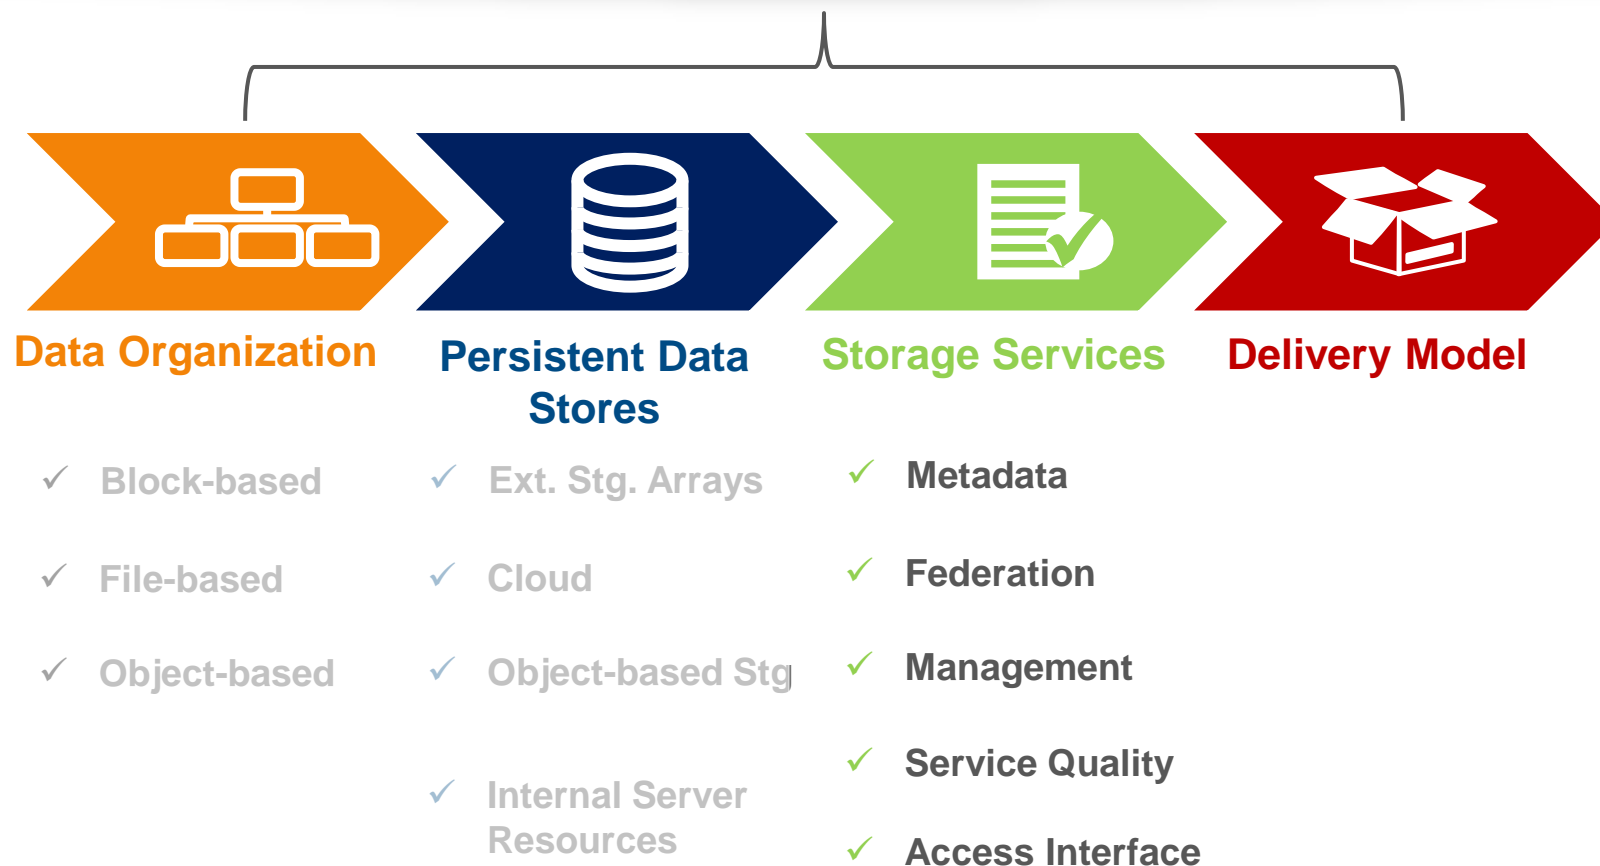 Data Organization
Persistent Data
Stores
Storage Services
Delivery Model
Block-based
File-based
Object-based
Ext. Stg. Arrays
Cloud
Object-based Stg
Internal Server
Resources
Metadata
Federation
Management
Service Quality
Access Interface